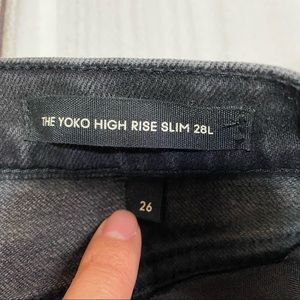 THE YOKO HIGH RISE SLIM 28L
26